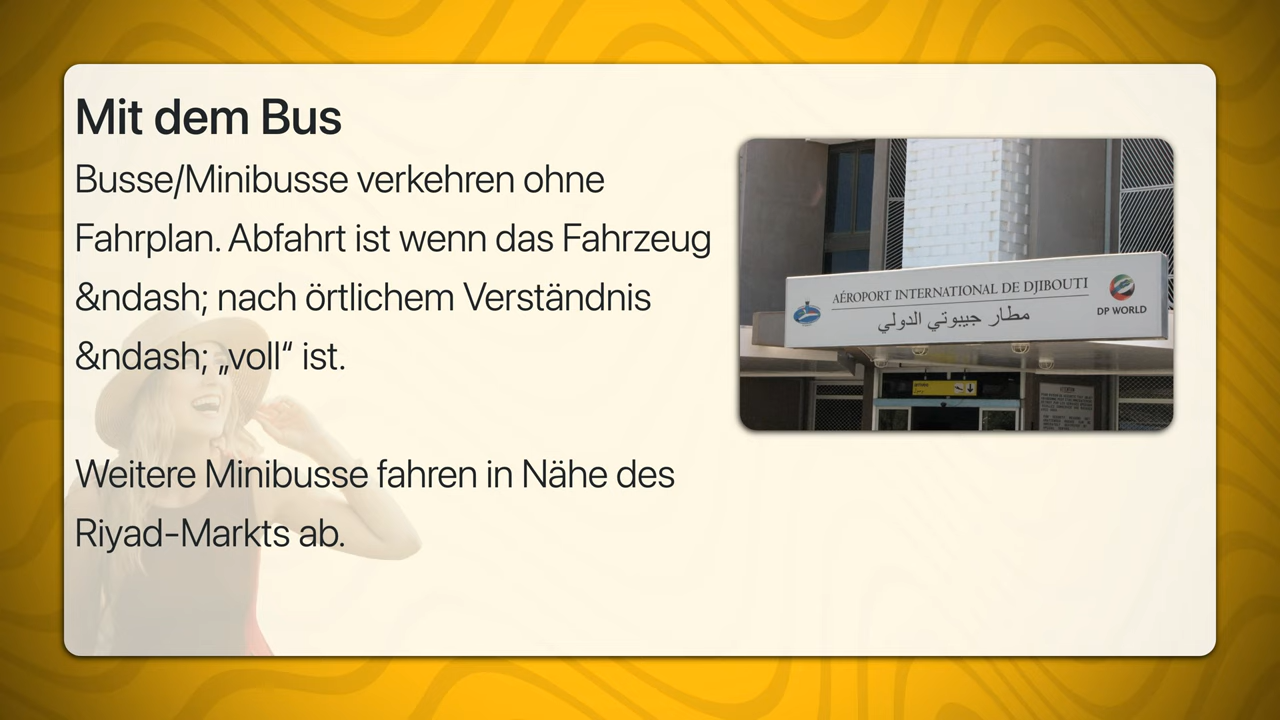 Mit dem Bus
Busse/Minibusse verkehren ohne
Fahrplan. Abfahrt ist wenn das Fahrzeug
&ndash; nach örtlichem Verständnis
&ndash; „voll“ ist.
Weitere Minibusse fahren in Nähe des
Riyad-Markts ab.
AÉROPORT INTERNATIONAL DE DJIBOUTI
مطار جيبوتي الدولي
DP WORLD